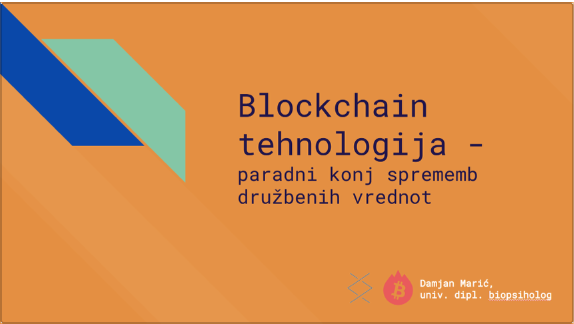 Blockchain
tehnologija -
paradni konj sprememb
družbenih vrednot
Damjan Marić,
univ. dipl. biopsiholog